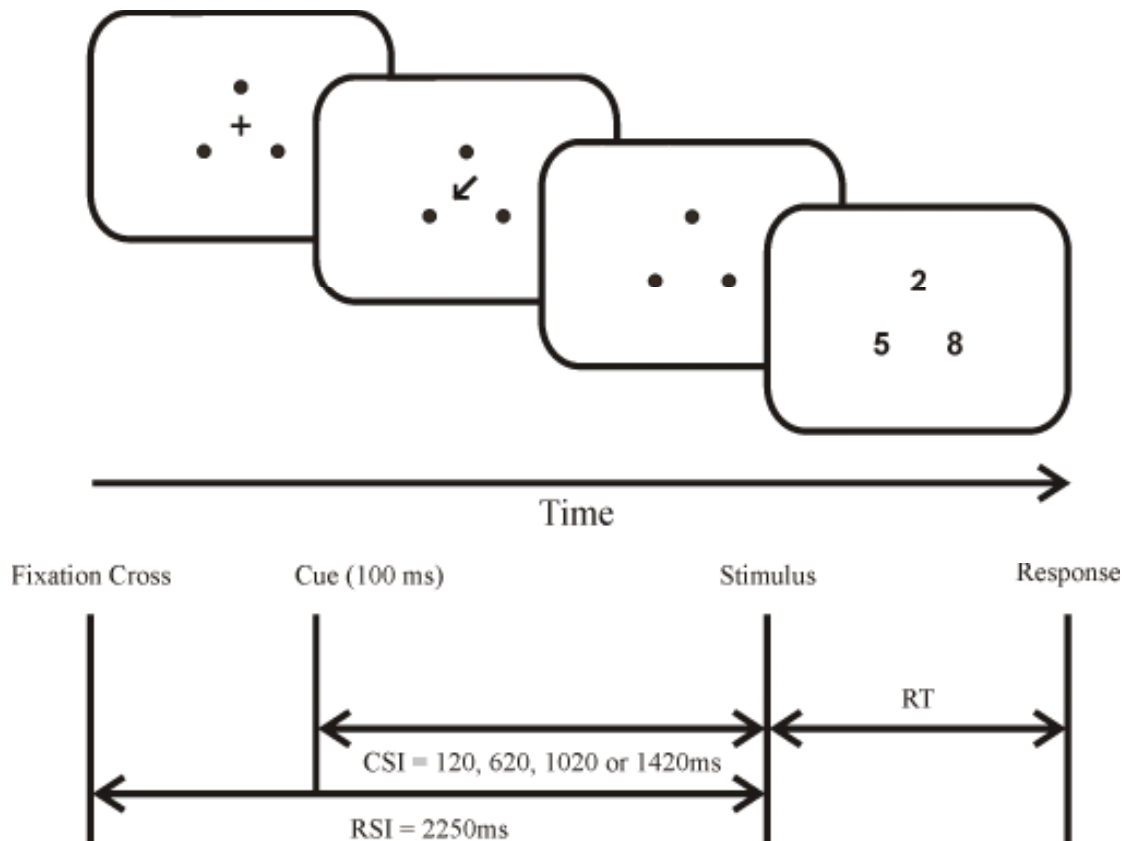 +
2
5 8
Time
Fixation Cross Cue (100 ms) Stimulus Response
RT
CSI = 120, 620, 1020 or 1420ms
RSI = 2250ms